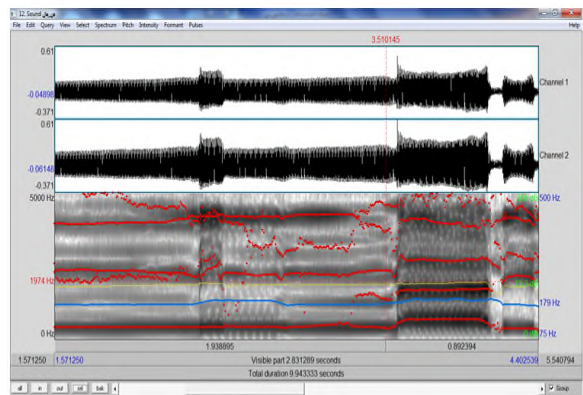 12. Sound
File Edit Query View Select Spectrum Pitch Intensity Formant Pulses Help
3.510145
0.61
-0.04898
-0.371
Channel 1
0.61
-0.06148
-0.371
Channel 2
5000 Hz
500 Hz
1974 Hz
179 Hz
0 Hz
75 Hz
1.938895 0.892394
1.571250 1.571250 Visible part 2.831289 seconds 4.402539 5.540794
Total duration 9.943333 seconds
all in out sel bak Group